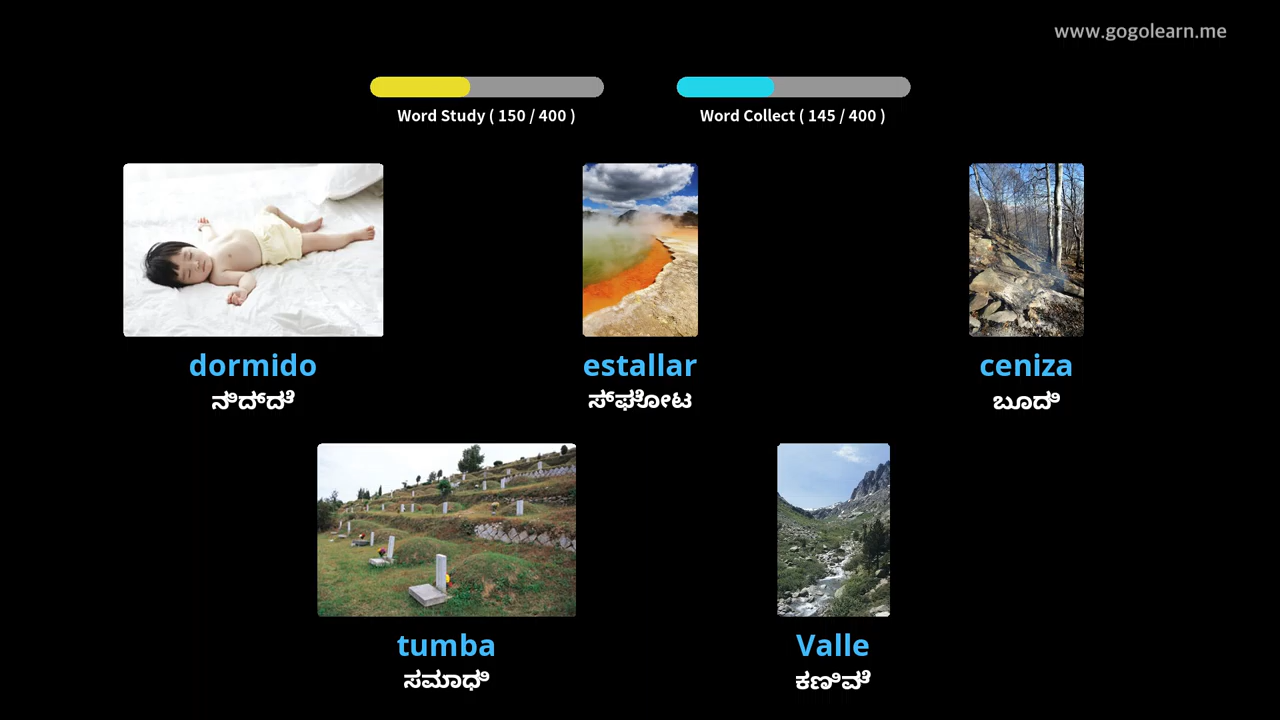 www.gogolearn.me
Word Study ( 150 / 400 )
Word Collect ( 145 / 400 )
dormido
ನಿದ್ದೆ
estallar
ಸ್ಫೋಟ
ceniza
ಬೂದಿ
tumba
ಸಮಾಧಿ
Valle
ಕಣಿವೆ